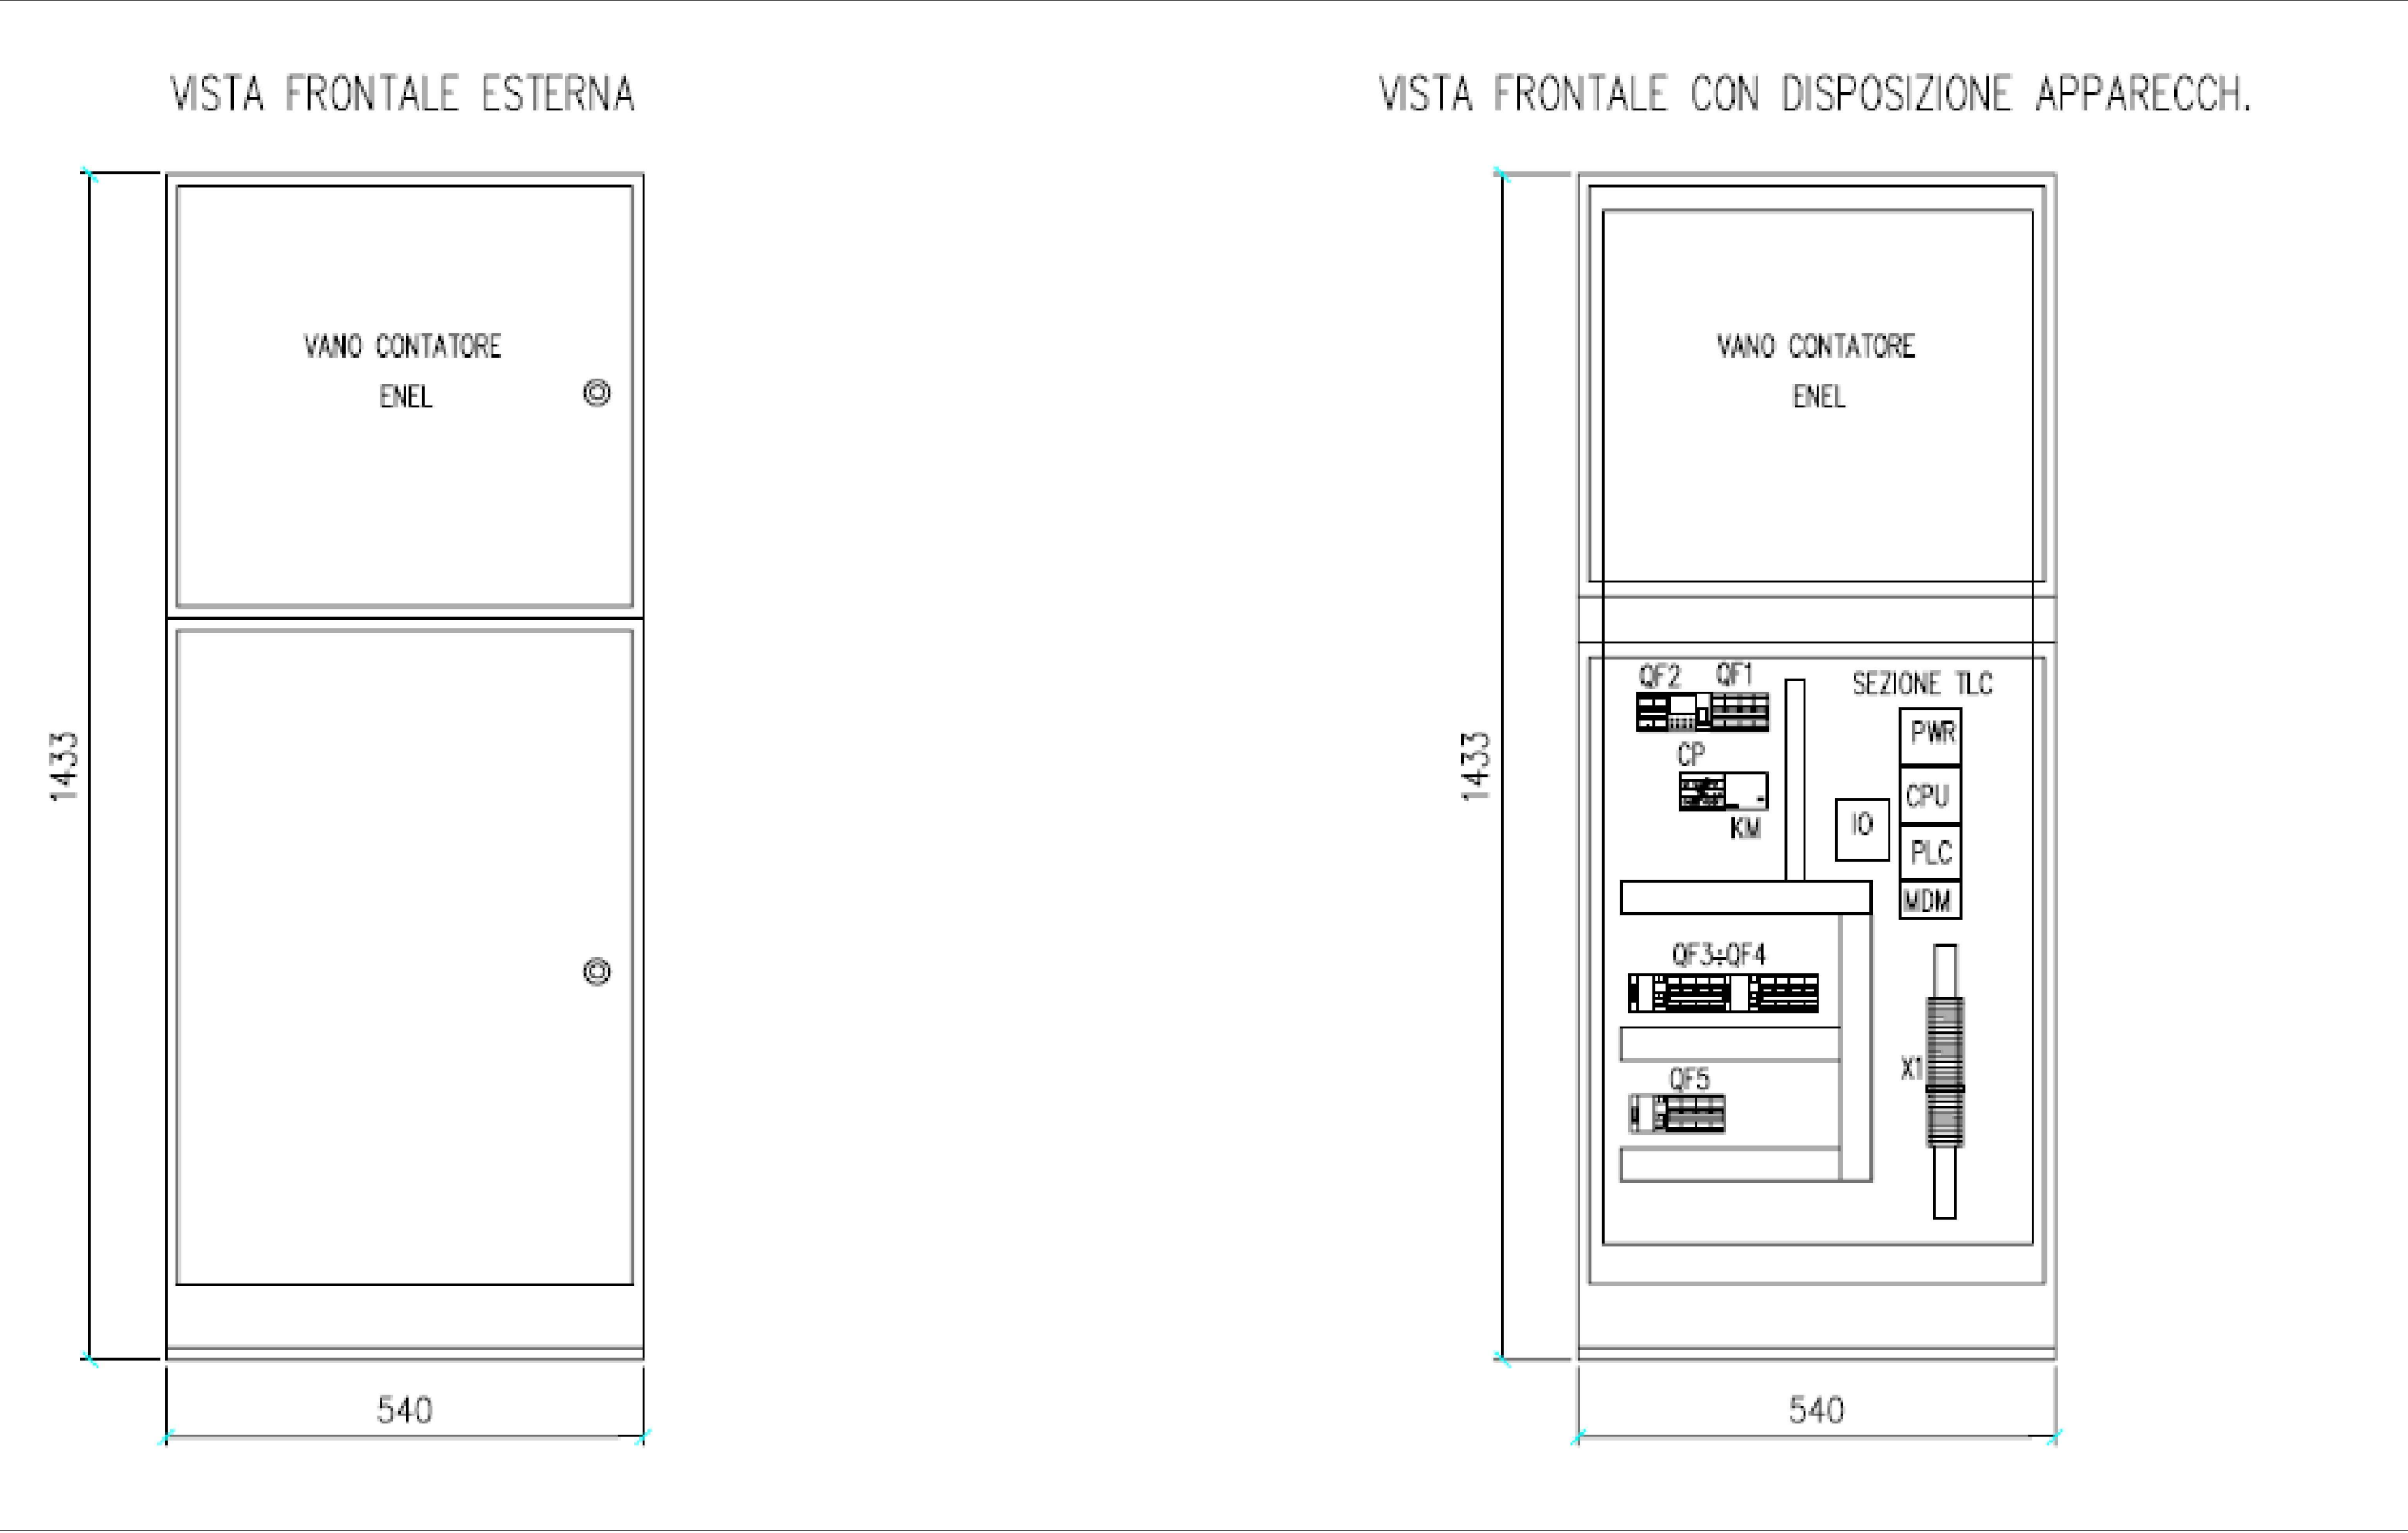 VISTA FRONTALE ESTERNA
VANO CONTATORE
ENEL
1433
540
VISTA FRONTALE CON DISPOSIZIONE APPARECCH.
VANO CONTATORE
ENEL
1433
QF2 QF1
SEZIONE TLC
PWR
CP
CPU
IO
KM
PLC
MDM
QF3÷QF4
X1
QF5
540